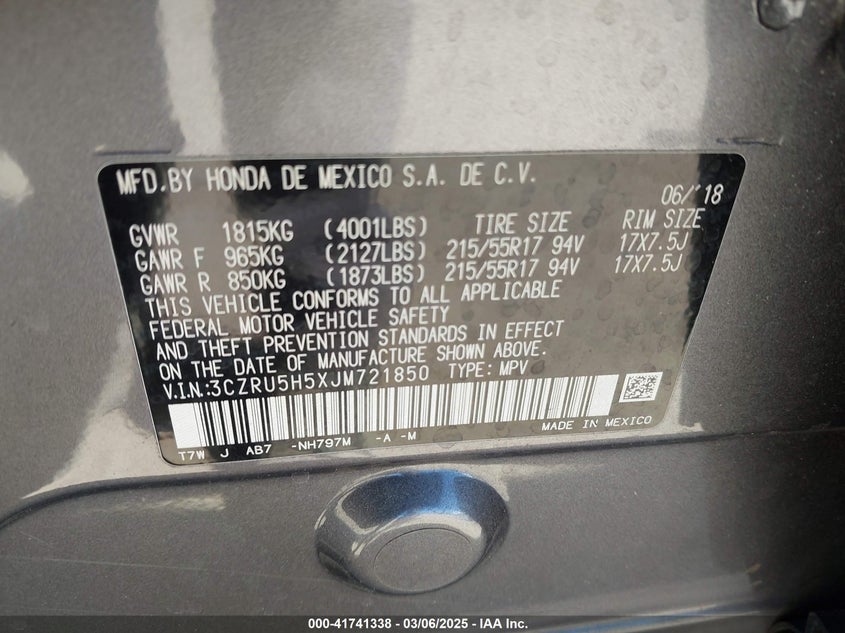 MFD.BY HONDA DE MEXICO S.A. DE C.V.
06/'18
GVWR 1815KG (4001LBS) TIRE SIZE RIM SIZE
GAWR F 965KG (2127LBS) 215/55R17 94V 17X7.5J
GAWR R 850KG (1873LBS) 215/55R17 94V 17X7.5J
THIS VEHICLE CONFORMS TO ALL APPLICABLE
FEDERAL MOTOR VEHICLE SAFETY
AND THEFT PREVENTION STANDARDS IN EFFECT
ON THE DATE OF MANUFACTURE SHOWN ABOVE.
V.I.N.:3CZRU5H5XJM721850 TYPE: MPV
MADE IN MEXICO
T7W J AB7 -NH797M -A -M
000-41741338 - 03/06/2025 - IAA Inc.